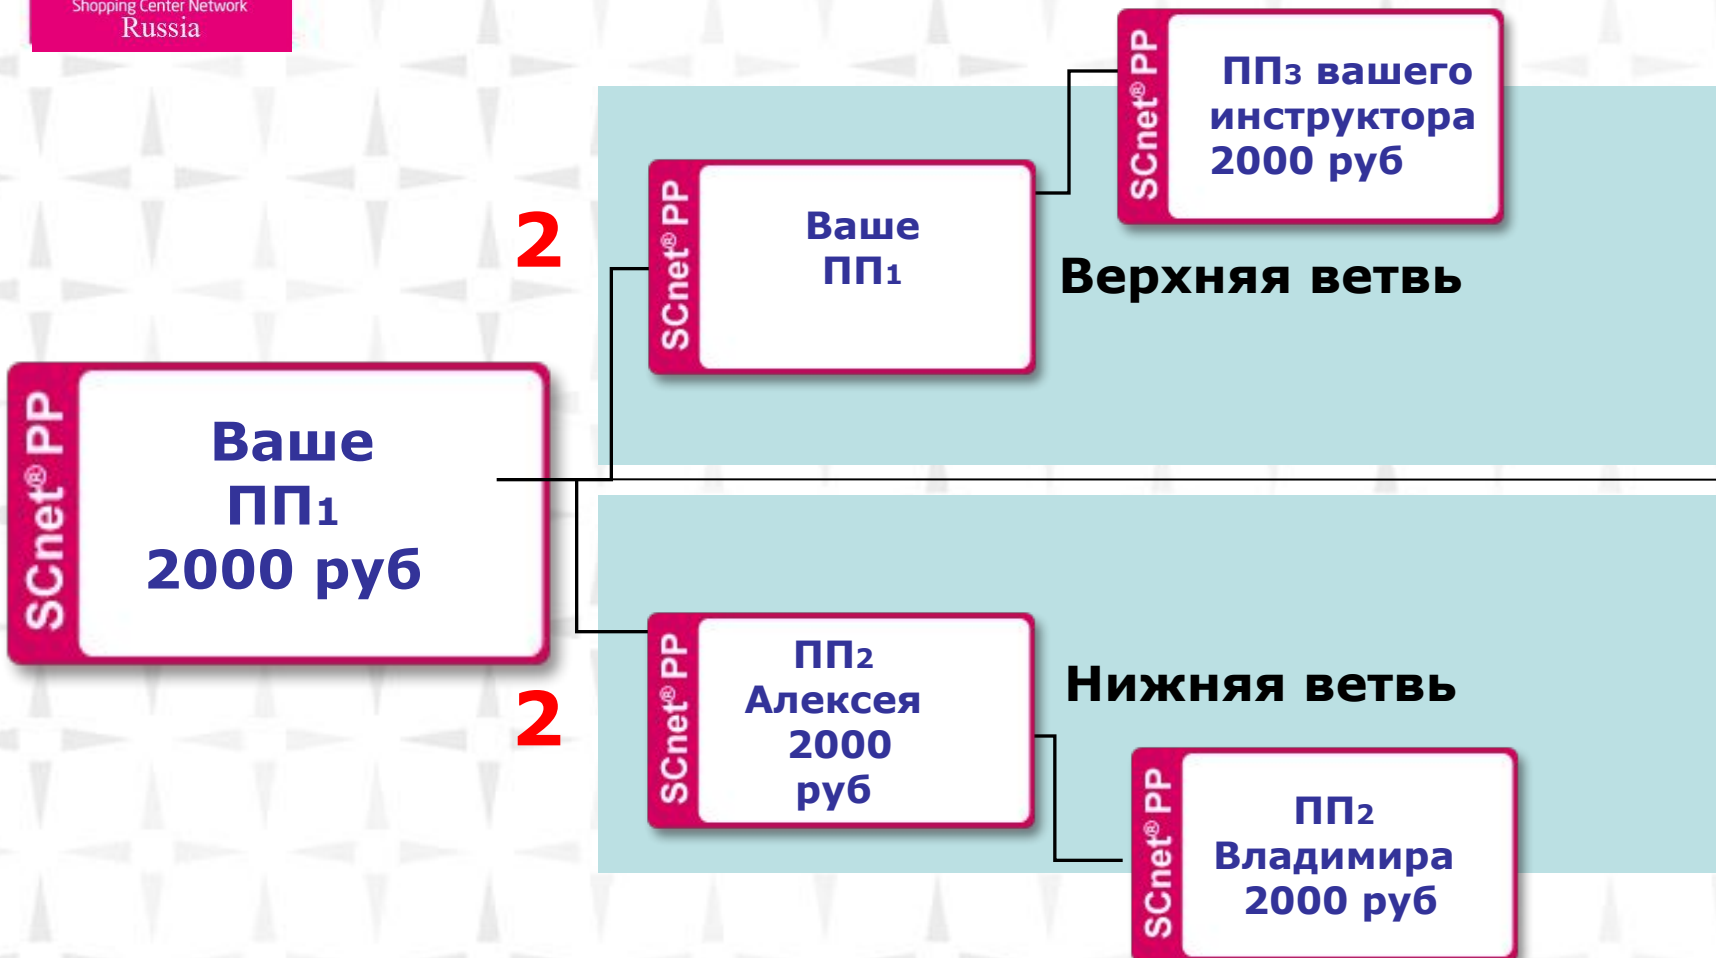 Shopping Center Network
Russia
SCnet® PP
ПП3 вашего
инструктора
2000 руб
2
SCnet® PP
Ваше
ПП1
Верхняя ветвь
SCnet® PP
Ваше
ПП1
2000 руб
2
SCnet® PP
ПП2
Алексея
2000
руб
Нижняя ветвь
SCnet® PP
ПП2
Владимира
2000 руб